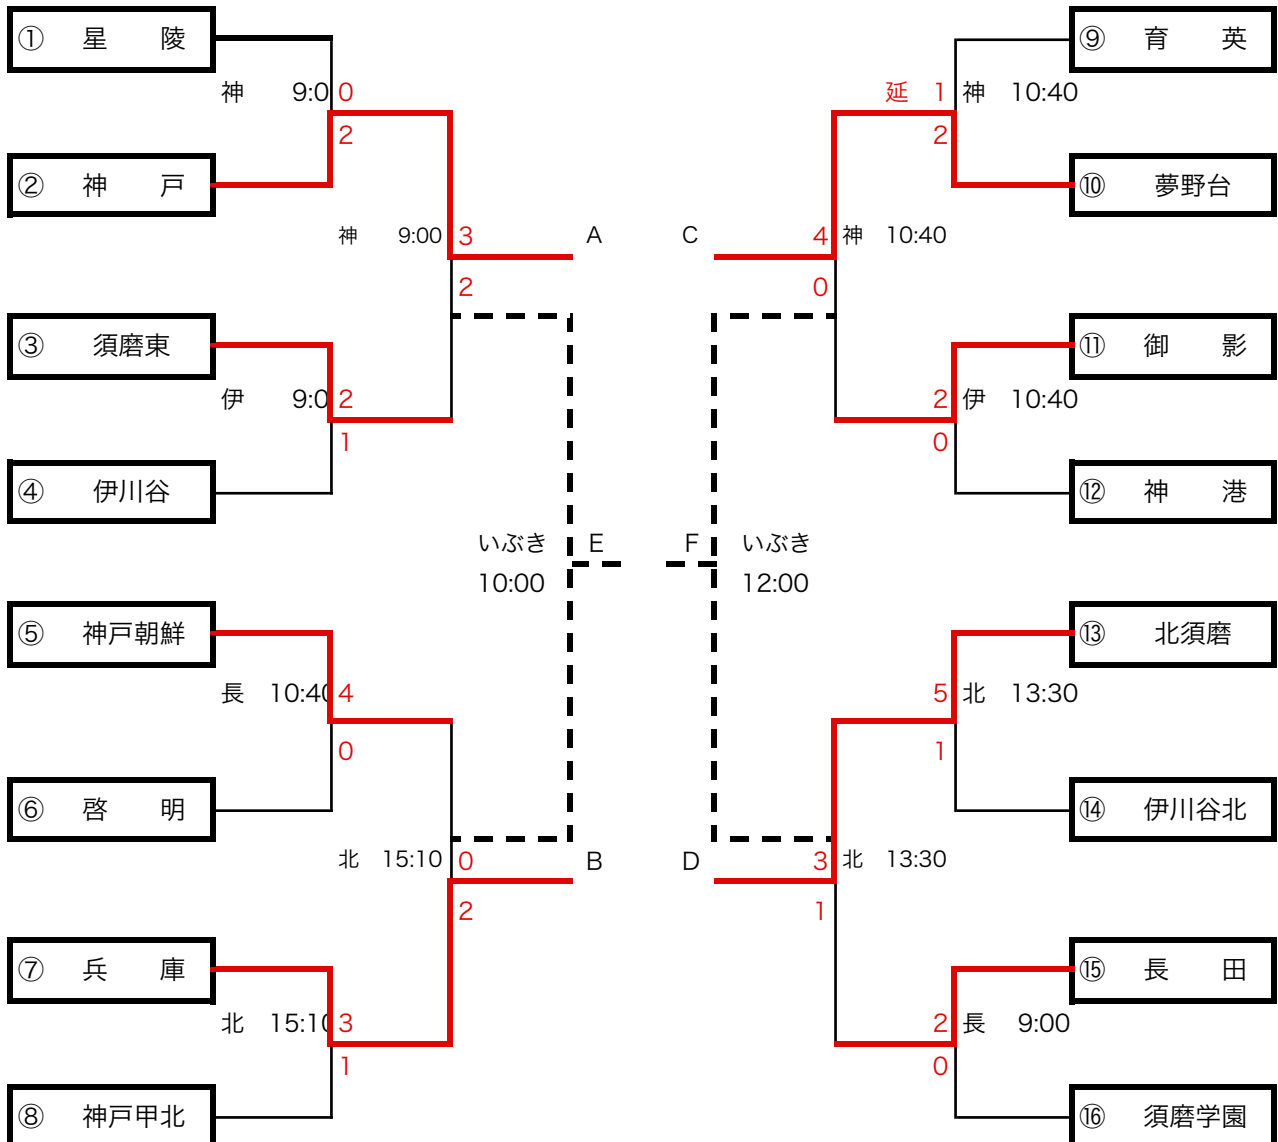 ① 星 陵
⑨ 育 英
神 9:0 0
延 1 神 10:40
2
2
② 神 戸
⑩ 夢野台
神 9:00 3 A
C 4 神 10:40
2
0
③ 須磨東
⑪ 御 影
伊 9:0 2
2 伊 10:40
1
0
④ 伊川谷
⑫ 神 港
いぶき E
F いぶき
10:00
12:00
⑤ 神戸朝鮮
⑬ 北須磨
長 10:40 4
5 北 13:30
0
1
⑥ 啓 明
⑭ 伊川谷北
北 15:10 0 B
D 3 北 13:30
2
1
⑦ 兵 庫
⑮ 長 田
北 15:10 3
2 長 9:00
1
0
⑧ 神戸甲北
⑯ 須磨学園